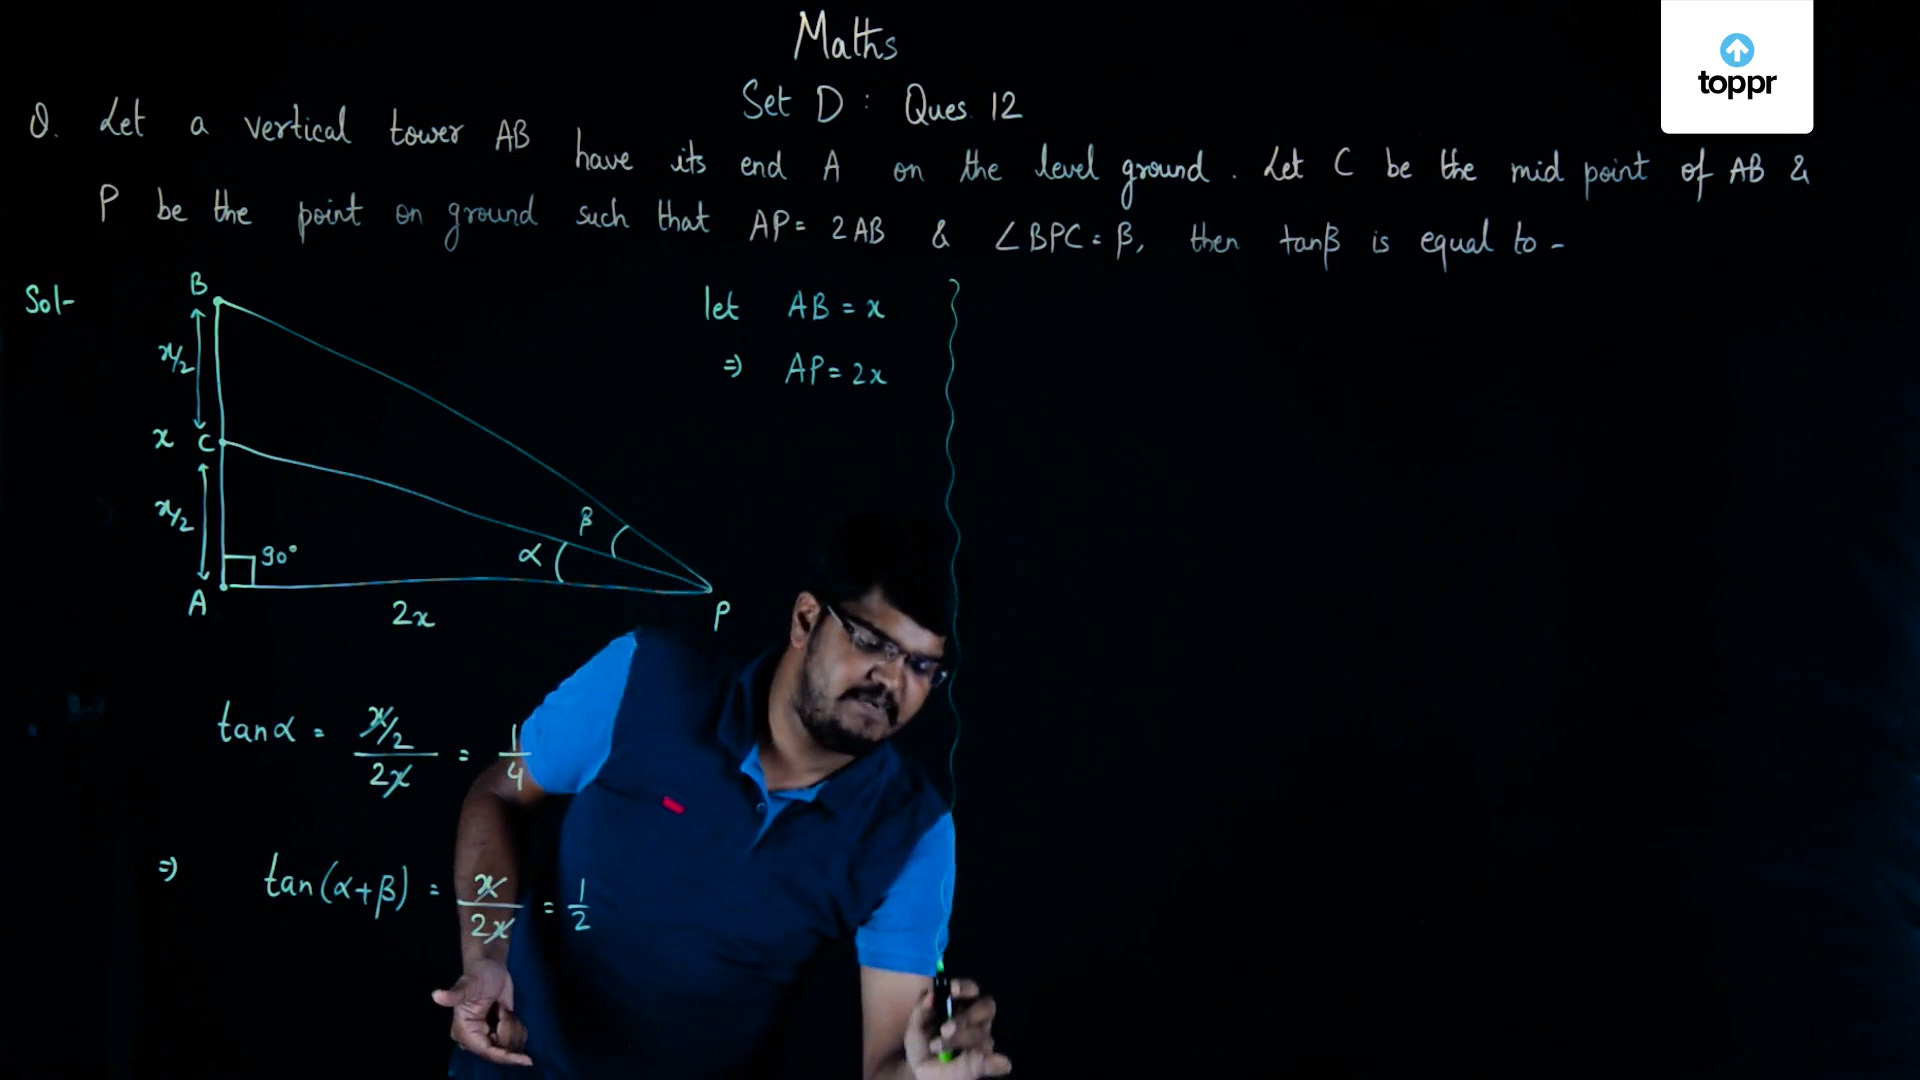 Maths
toppr
Set D : Ques. 12
Q. Let a vertical tower AB have its end A on the level ground. Let C be the mid point of AB &
P be the point on ground such that AP = 2AB & ∠BPC = β, then tanβ is equal to -
Sol-
B
let AB = x
x/2
⇒ AP = 2x
x C
x/2
β
α
90°
A
2x
P
tanα = x/2 / 2x = 1/4
⇒ tan(α+β) = x/2x = 1/2